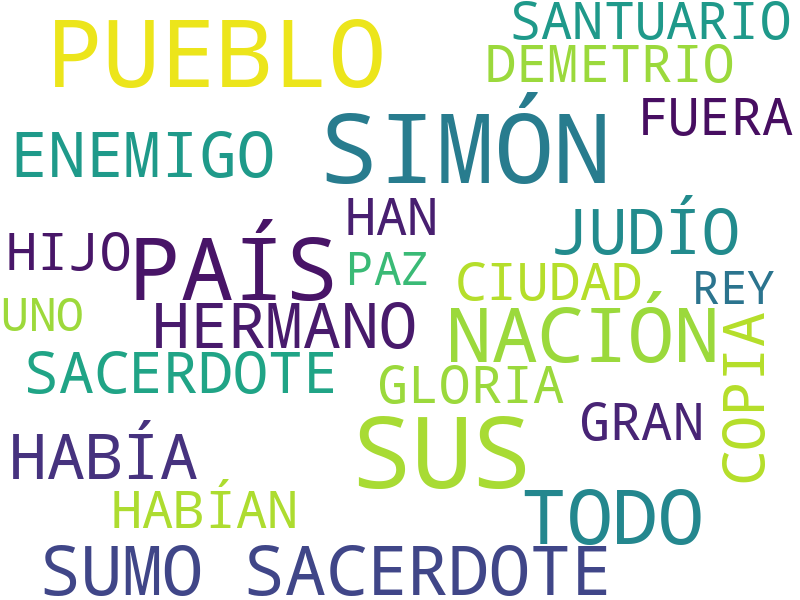 SANTUARIO
PUEBLO
DEMETRIO
FUERA
SIMÓN
ENEMIGO
HAN
JUDÍO
HIJO
PAÍS
PAZ
CIUDAD
REY
UNO
HERMANO
NACIÓN
COPIA
SACERDOTE
GLORIA
GRAN
SUS
HABÍA
HABÍAN
TODO
SUMO SACERDOTE